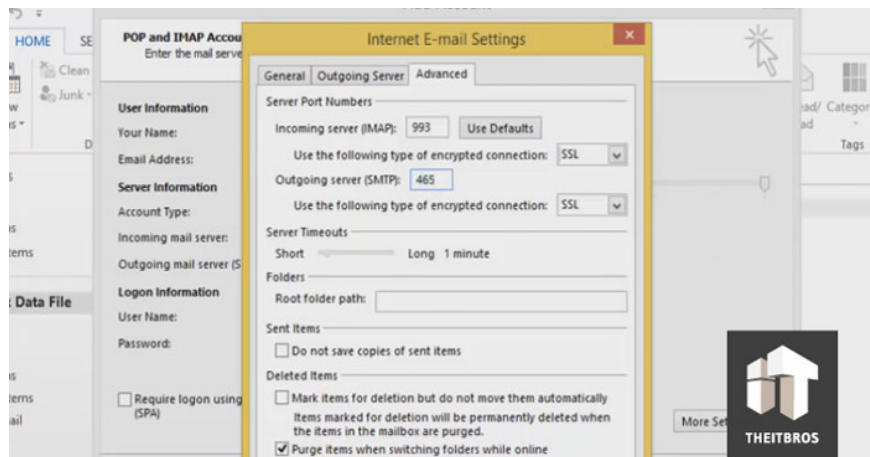 HOME SE
Clean
Junk
POP and IMAP Accou
Enter the mail serve
User Information
Your Name:
Email Address:
Server Information
Account Type:
Incoming mail server:
Outgoing mail server (S
Logon Information
User Name:
Password:
Require logon using
(SPA)
Data File
Internet E-mail Settings
General Outgoing Server Advanced
Server Port Numbers
Incoming server (IMAP): 993 Use Defaults
Use the following type of encrypted connection: SSL
Outgoing server (SMTP): 465
Use the following type of encrypted connection: SSL
Server Timeouts
Short Long 1 minute
Folders
Root folder path:
Sent Items
Do not save copies of sent items
Deleted Items
Mark items for deletion but do not move them automatically
Items marked for deletion will be permanently deleted when
the items in the mailbox are purged.
Purge items when switching folders while online
More Set
ad/ Categor
ad
Tags
THEITBROS